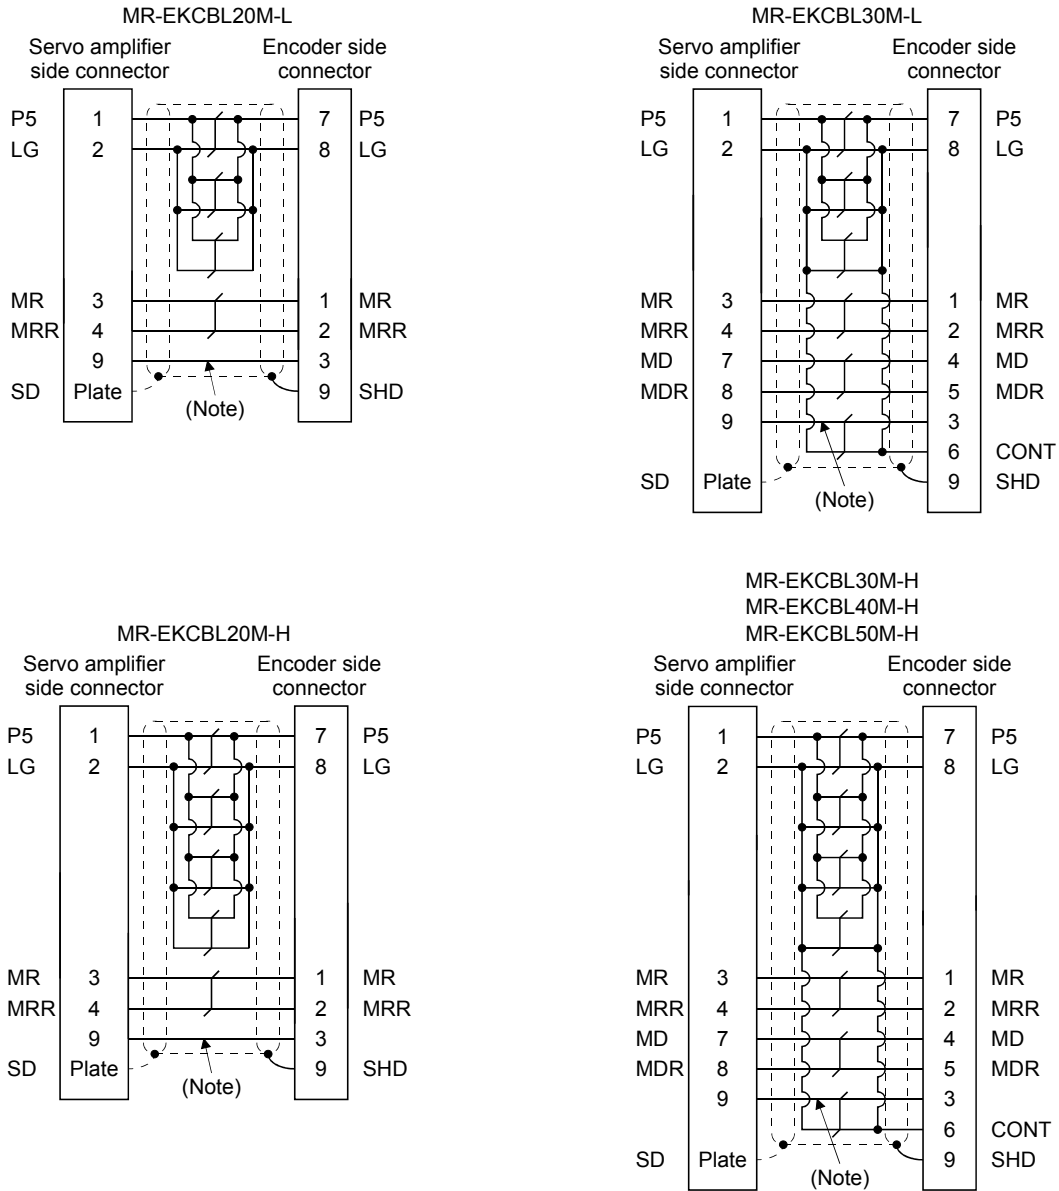 MR-EKCBL20M-L
Servo amplifier side connector
Encoder side connector
P5 1 7 P5
LG 2 8 LG
MR 3 1 MR
MRR 4 2 MRR
9 3
SD Plate 9 SHD
(Note)
MR-EKCBL30M-L
Servo amplifier side connector
Encoder side connector
P5 1 7 P5
LG 2 8 LG
MR 3 1 MR
MRR 4 2 MRR
MD 7 4 MD
MDR 8 5 MDR
9 3
6 CONT
SD Plate 9 SHD
(Note)
MR-EKCBL20M-H
Servo amplifier side connector
Encoder side connector
P5 1 7 P5
LG 2 8 LG
MR 3 1 MR
MRR 4 2 MRR
9 3
SD Plate 9 SHD
(Note)
MR-EKCBL30M-H
MR-EKCBL40M-H
MR-EKCBL50M-H
Servo amplifier side connector
Encoder side connector
P5 1 7 P5
LG 2 8 LG
MR 3 1 MR
MRR 4 2 MRR
MD 7 4 MD
MDR 8 5 MDR
9 3
6 CONT
SD Plate 9 SHD
(Note)